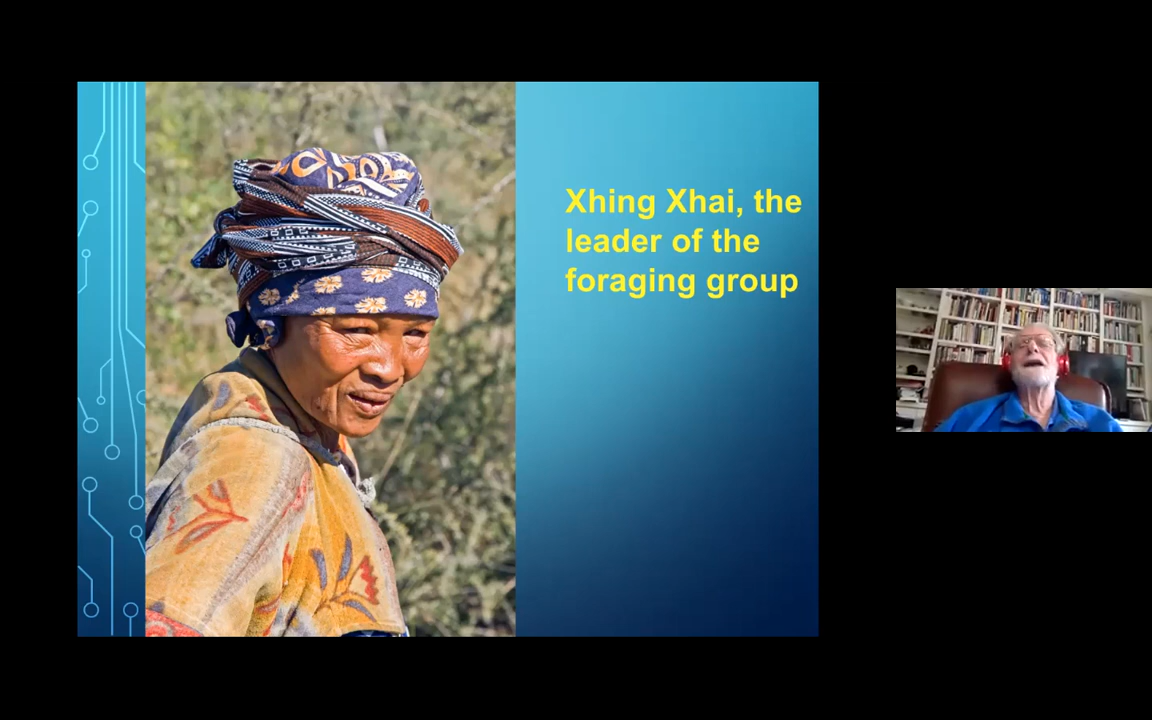 Xhing Xhai, the
leader of the
foraging group